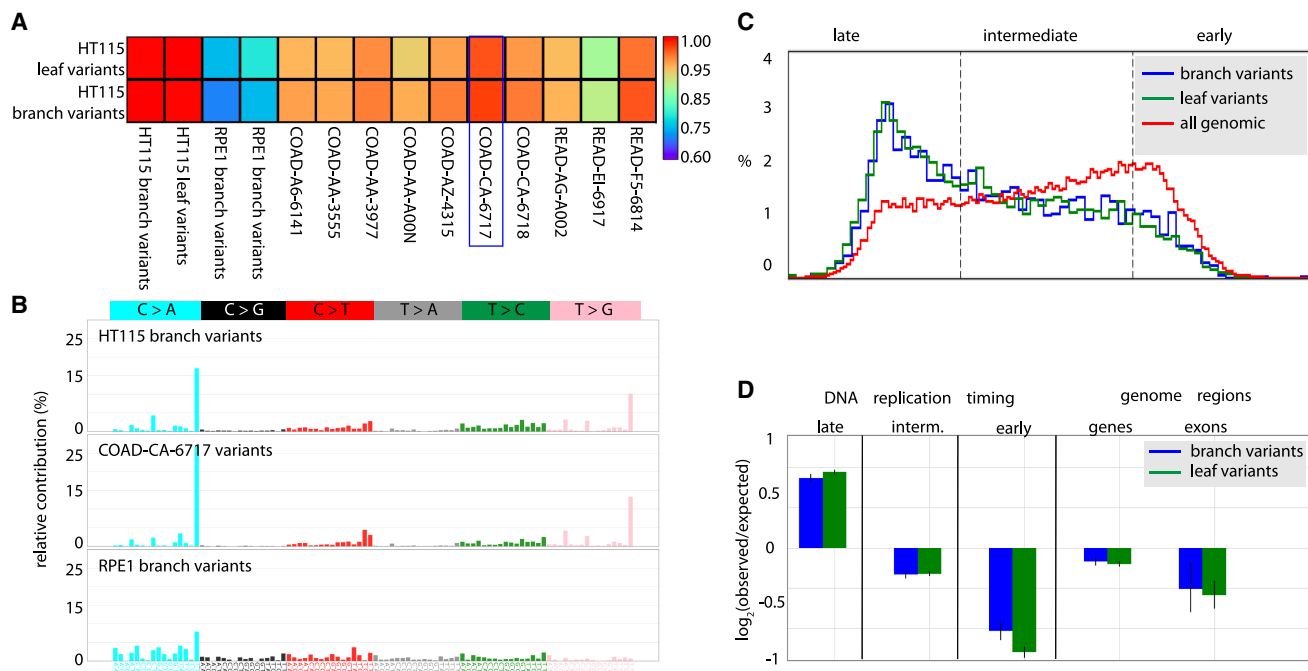 A
HT115
leaf variants
HT115
branch variants
1.00
0.95
0.85
0.75
0.60
HT115 branch variants
HT115 leaf variants
RPE1 branch variants
RPE1 branch variants
COAD-A6-6141
COAD-AA-3555
COAD-AA-3977
COAD-AA-A00N
COAD-AZ-4315
COAD-CA-6717
COAD-CA-6718
READ-AG-A002
READ-EI-6917
READ-F5-6814
B
C > A C > G C > T T > A T > C T > G
relative contribution (%)
25
15
0
HT115 branch variants
25
15
0
COAD-CA-6717 variants
25
15
0
RPE1 branch variants
C
late intermediate early
4
3
2
1
0
%
branch variants
leaf variants
all genomic
D
DNA replication timing genome regions
late interm. early genes exons
log2(observed/expected)
1
0.5
0
-0.5
-1
branch variants
leaf variants